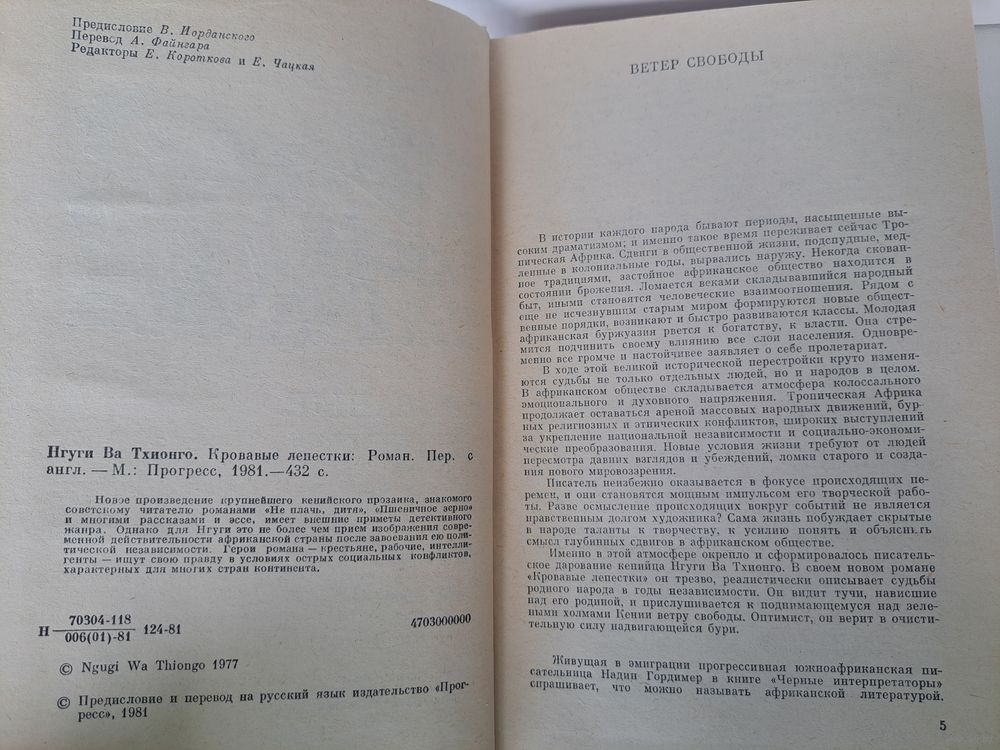 Предисловие В. Иорданского
Перевод А. Файнгара
Редакторы Е. Короткова и Е. Чацкая
Нгуги Ва Тхионго. Кровавые лепестки: Роман. Пер. с
англ. — М.: Прогресс, 1981.—432 с.
Новое произведение крупнейшего кенийского прозаика, знакомого
советскому читателю романами «Не плачь, дитя», «Пшеничное зерно»
и многими рассказами и эссе, имеет внешние приметы детективного
жанра. Однако для Нгуги это не более чем прием изображения совре-
менной действительности африканской страны после завоевания ею поли-
тической независимости. Герои романа — крестьяне, рабочие, интелли-
генты — ищут свою правду в условиях острых социальных конфликтов,
характерных для многих стран континента.
Н 70304-118
006(01)-81 124-81 4703000000
© Ngugi Wa Thiongo 1977
© Предисловие и перевод на русский язык издательство «Прог-
ресс», 1981
ВЕТЕР СВОБОДЫ
В истории каждого народа бывают периоды, насыщенные вы-
соким драматизмом; и именно такое время переживает сейчас Тро-
пическая Африка. Сдвиги в общественной жизни, подспудные, мед-
ленные в колониальные годы, вырвались наружу. Некогда скован-
ное традициями, застойное африканское общество находится в
состоянии брожения. Ломается веками складывавшийся народный
быт, иными становятся человеческие взаимоотношения. Рядом с
еще не исчезнувшим старым миром формируются новые общест-
венные порядки, возникают и быстро развиваются классы. Молодая
африканская буржуазия рвется к богатству, к власти. Она стре-
мится подчинить своему влиянию все слои населения. Одновре-
менно все громче и настойчивее заявляет о себе пролетариат.
В ходе этой великой исторической перестройки круто изменя-
ются судьбы не только отдельных людей, но и народов в целом.
В африканском обществе складывается атмосфера колоссального
эмоционального и духовного напряжения. Тропическая Африка
продолжает оставаться ареной массовых народных движений, бур-
ных религиозных и этнических конфликтов, широких выступлений
за укрепление национальной независимости и социально-экономи-
ческие преобразования. Новые условия жизни требуют от людей
пересмотра давних взглядов и убеждений, ломки старого и созда-
ния нового мировоззрения.
Писатель неизбежно оказывается в фокусе происходящих пе-
ремен, и они становятся мощным импульсом его творческой рабо-
ты. Разве осмысление происходящих вокруг событий не является
нравственным долгом художника? Сама жизнь побуждает скрытые
в народе таланты к творчеству, к усилию понять и объяснить
смысл глубинных сдвигов в африканском обществе.
Именно в этой атмосфере окрепло и сформировалось писатель-
ское дарование кенийца Нгуги Ва Тхионго. В своем новом романе
«Кровавые лепестки» он трезво, реалистически описывает судьбы
родного народа в годы независимости. Он видит тучи, нависшие
над его родиной, и прислушивается к поднимающемуся над зеле-
ными холмами Кении ветру свободы. Оптимист, он верит в очисти-
тельную силу надвигающейся бури.
Живущая в эмиграции прогрессивная южноафриканская пи-
сательница Надин Гордимер в книге «Черные интерпретаторы»
спрашивает, что можно называть африканской литературой.
5